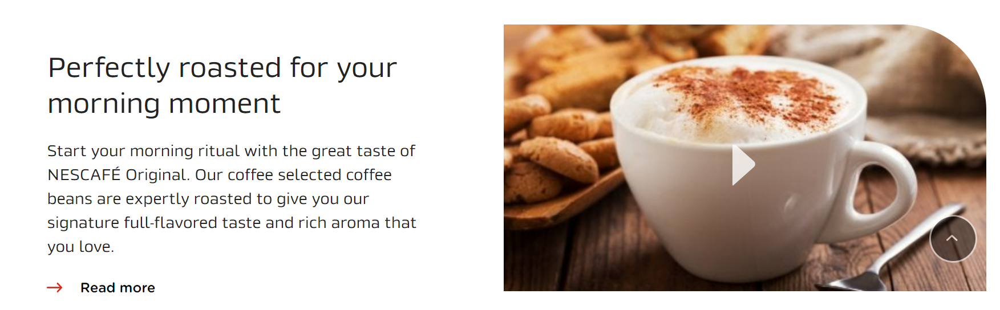 Perfectly roasted for your
morning moment
Start your morning ritual with the great taste of
NESCAFÉ Original. Our coffee selected coffee
beans are expertly roasted to give you our
signature full-flavored taste and rich aroma that
you love.
Read more